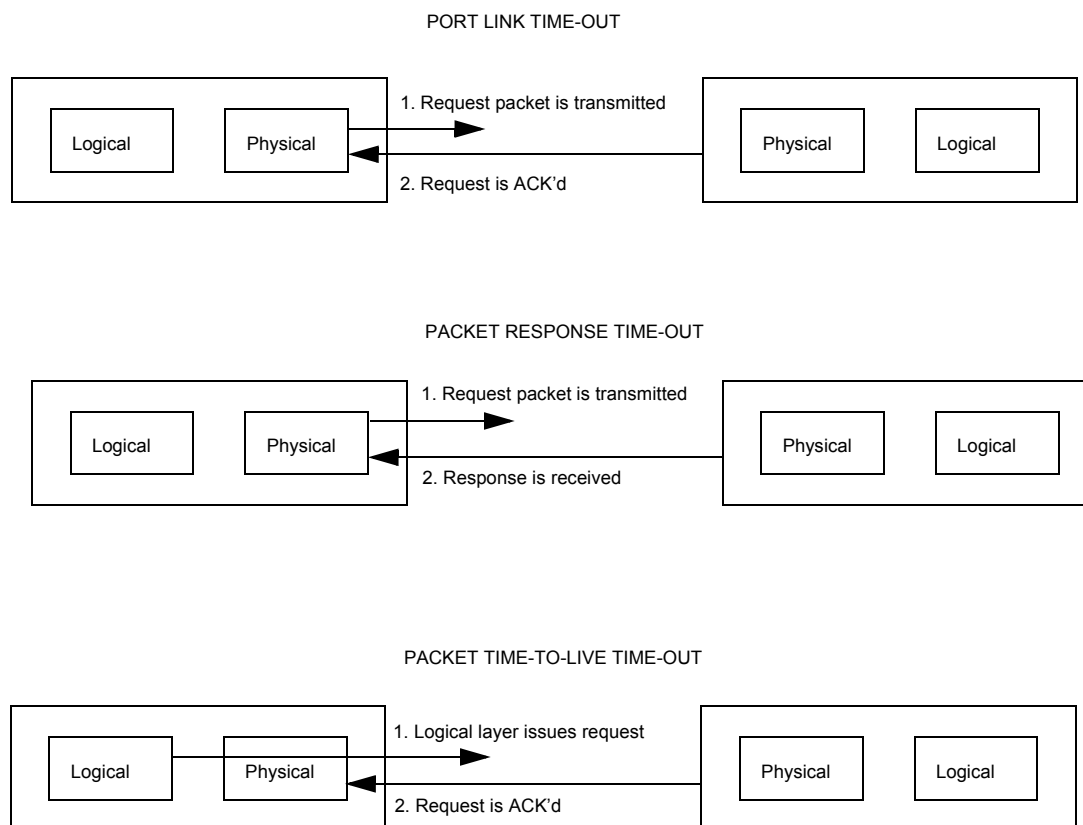 PORT LINK TIME-OUT
1. Request packet is transmitted
Logical
Physical
Physical
Logical
2. Request is ACK’d
PACKET RESPONSE TIME-OUT
1. Request packet is transmitted
Logical
Physical
Physical
Logical
2. Response is received
PACKET TIME-TO-LIVE TIME-OUT
1. Logical layer issues request
Logical
Physical
Physical
Logical
2. Request is ACK’d